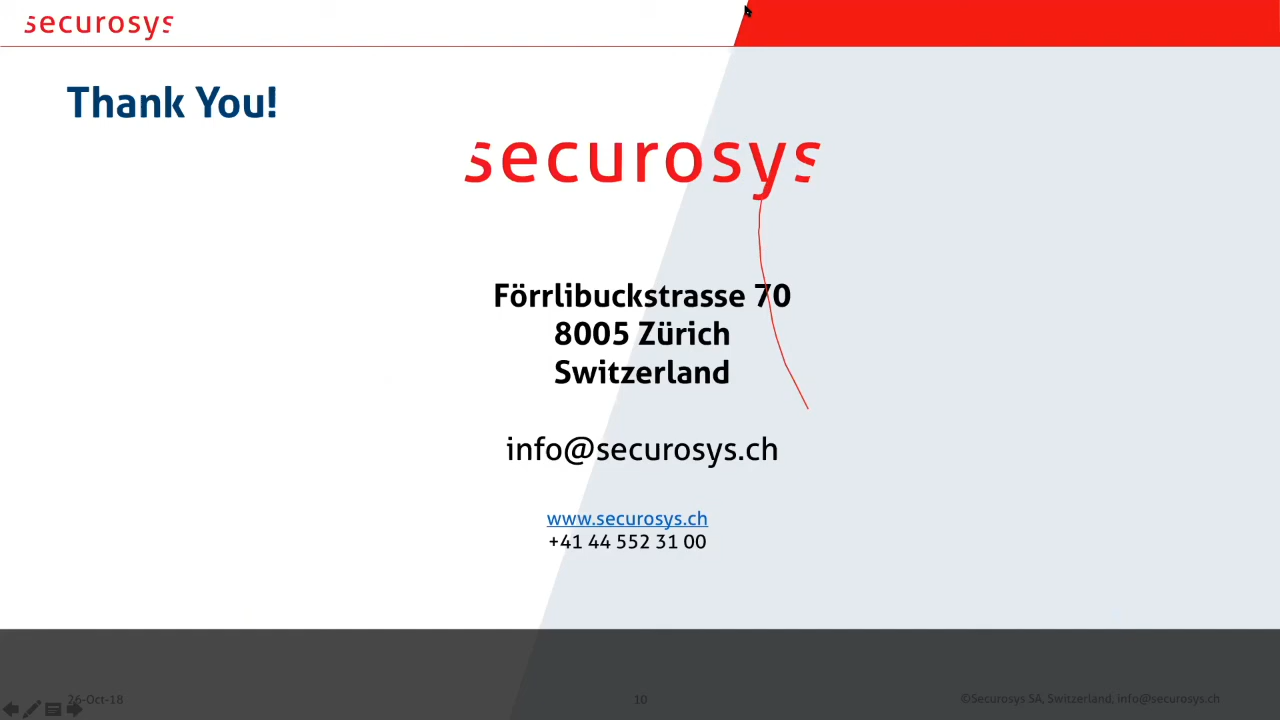 securosys
Thank You!
securosys
Förrlibuckstrasse 70
8005 Zürich
Switzerland
info@securosys.ch
www.securosys.ch
+41 44 552 31 00
26-Oct-18
10
©Securosys SA, Switzerland, info@securosys.ch